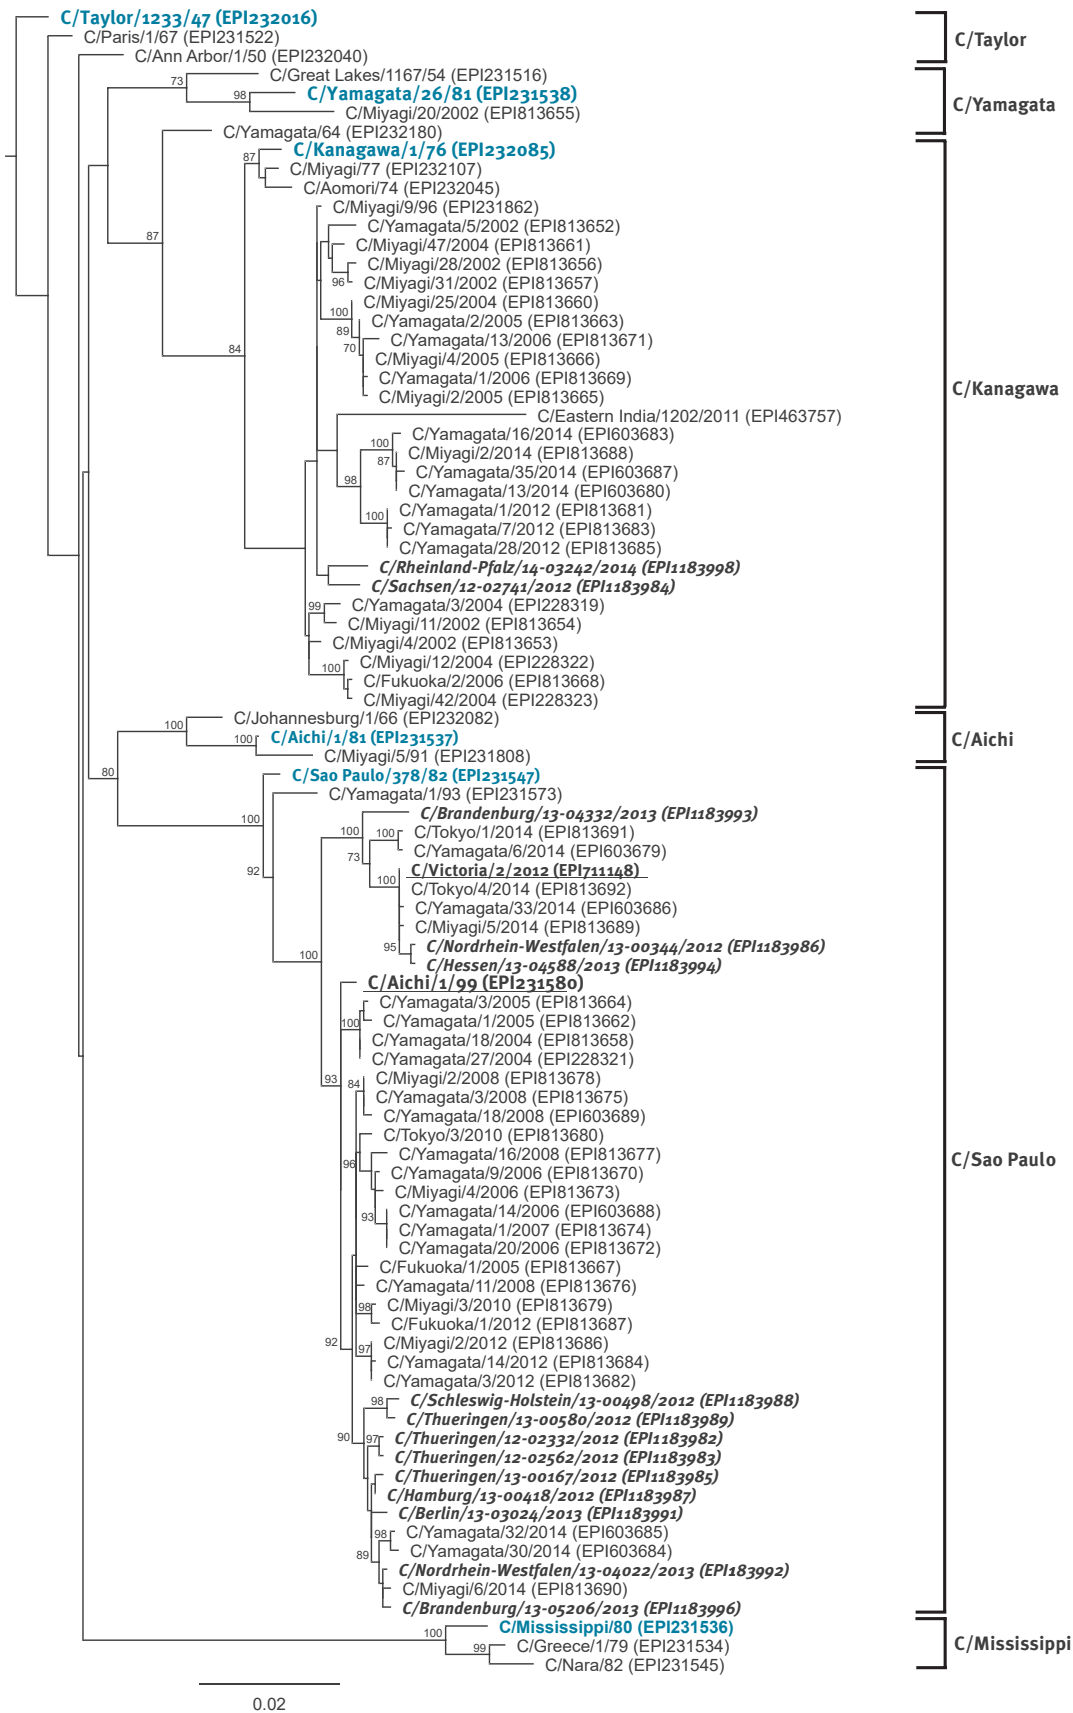 C/Taylor/1233/47 (EPI232016)
C/Paris/1/67 (EPI231522)
C/Taylor
C/Ann Arbor/1/50 (EPI232040)
C/Great Lakes/1167/54 (EPI231516)
73
C/Yamagata/26/81 (EPI231538)
98
C/Yamagata
C/Miyagi/20/2002 (EPI813655)
C/Yamagata/64 (EPI232180)
C/Kanagawa/1/76 (EPI232085)
87
C/Miyagi/77 (EPI232107)
C/Aomori/74 (EPI232045)
C/Miyagi/9/96 (EPI231862)
C/Yamagata/5/2002 (EPI813652)
87
C/Miyagi/47/2004 (EPI813661)
C/Miyagi/28/2002 (EPI813656)
96
C/Miyagi/31/2002 (EPI813657)
C/Miyagi/25/2004 (EPI813660)
100
C/Yamagata/2/2005 (EPI813663)
89
C/Yamagata/13/2006 (EPI813671)
70
84
C/Miyagi/4/2005 (EPI813666)
C/Yamagata/1/2006 (EPI813669)
C/Kanagawa
C/Miyagi/2/2005 (EPI813665)
C/Eastern India/1202/2011 (EPI463757)
C/Yamagata/16/2014 (EPI603683)
100
C/Miyagi/2/2014 (EPI813688)
87
C/Yamagata/35/2014 (EPI603687)
98
C/Yamagata/13/2014 (EPI603680)
C/Yamagata/1/2012 (EPI813681)
100
C/Yamagata/7/2012 (EPI813683)
C/Yamagata/28/2012 (EPI813685)
C/Rheinland-Pfalz/14-03242/2014 (EPI1183998)
C/Sachsen/12-02741/2012 (EPI1183984)
99
C/Yamagata/3/2004 (EPI228319)
C/Miyagi/11/2002 (EPI813654)
C/Miyagi/4/2002 (EPI813653)
C/Miyagi/12/2004 (EPI228322)
100
C/Fukuoka/2/2006 (EPI813668)
C/Miyagi/42/2004 (EPI228323)
C/Johannesburg/1/66 (EPI232082)
100
C/Aichi/1/81 (EPI231537)
100
C/Aichi
C/Miyagi/5/91 (EPI231808)
80
C/Sao Paulo/378/82 (EPI231547)
C/Yamagata/1/93 (EPI231573)
C/Brandenburg/13-04332/2013 (EPI1183993)
100
100
100
C/Tokyo/1/2014 (EPI813691)
C/Yamagata/6/2014 (EPI603679)
73
92
C/Victoria/2/2012 (EPI711148)
100
C/Tokyo/4/2014 (EPI813692)
C/Yamagata/33/2014 (EPI603686)
C/Miyagi/5/2014 (EPI813689)
95
C/Nordrhein-Westfalen/13-00344/2012 (EPI1183986)
100
C/Hessen/13-04588/2013 (EPI1183994)
C/Aichi/1/99 (EPI231580)
C/Yamagata/3/2005 (EPI813664)
100
C/Yamagata/1/2005 (EPI813662)
C/Yamagata/18/2004 (EPI813658)
C/Yamagata/27/2004 (EPI228321)
93
84
C/Miyagi/2/2008 (EPI813678)
C/Yamagata/3/2008 (EPI813675)
C/Yamagata/18/2008 (EPI603689)
C/Tokyo/3/2010 (EPI813680)
C/Yamagata/16/2008 (EPI813677)
96
C/Sao Paulo
C/Yamagata/9/2006 (EPI813670)
C/Miyagi/4/2006 (EPI813673)
93
C/Yamagata/14/2006 (EPI603688)
C/Yamagata/1/2007 (EPI813674)
C/Yamagata/20/2006 (EPI813672)
C/Fukuoka/1/2005 (EPI813667)
C/Yamagata/11/2008 (EPI813676)
98
C/Miyagi/3/2010 (EPI813679)
C/Fukuoka/1/2012 (EPI813687)
92
97
C/Miyagi/2/2012 (EPI813686)
C/Yamagata/14/2012 (EPI813684)
C/Yamagata/3/2012 (EPI813682)
98
C/Schleswig-Holstein/13-00498/2012 (EPI1183988)
C/Thueringen/13-00580/2012 (EPI1183989)
90
97
C/Thueringen/12-02332/2012 (EPI1183982)
C/Thueringen/12-02562/2012 (EPI1183983)
C/Thueringen/13-00167/2012 (EPI1183985)
C/Hamburg/13-00418/2012 (EPI1183987)
C/Berlin/13-03024/2013 (EPI1183991)
98
C/Yamagata/32/2014 (EPI603685)
C/Yamagata/30/2014 (EPI603684)
89
C/Nordrhein-Westfalen/13-04022/2013 (EPI1183992)
C/Miyagi/6/2014 (EPI813690)
C/Brandenburg/13-05206/2013 (EPI1183996)
C/Mississippi/80 (EPI231536)
100
C/Greece/1/79 (EPI231534)
99
C/Mississippi
C/Nara/82 (EPI231545)
0.02